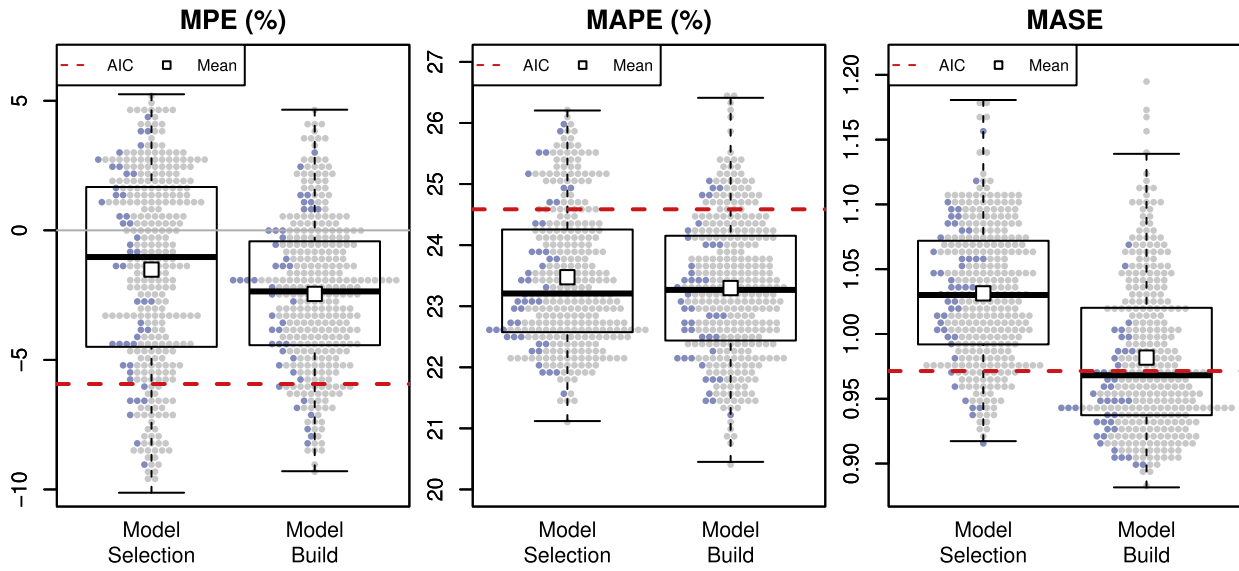 MPE (%)
AIC Mean
5
0
−5
−10
Model Selection
Model Build
MAPE (%)
AIC Mean
27
26
25
24
23
22
21
20
Model Selection
Model Build
MASE
AIC Mean
1.20
1.15
1.10
1.05
1.00
0.95
0.90
Model Selection
Model Build